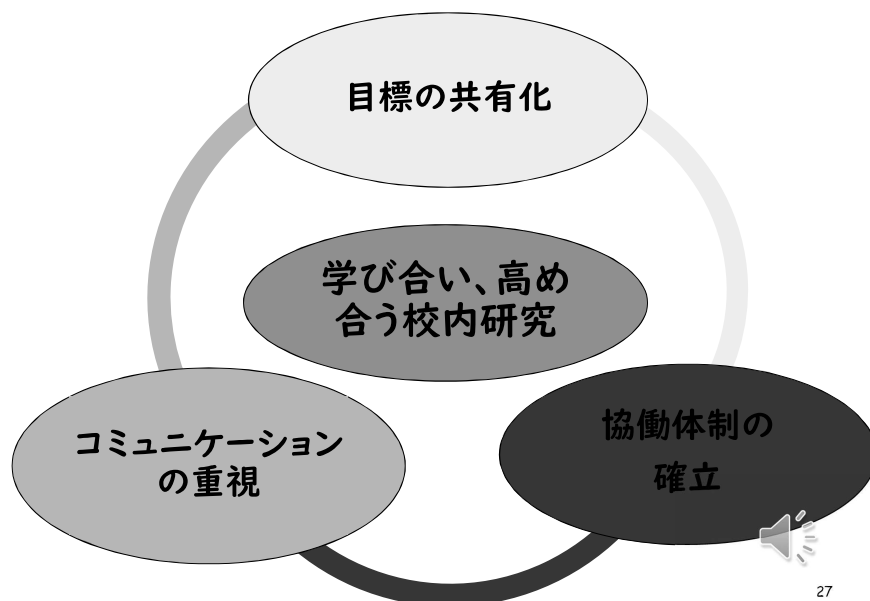 目標の共有化
学び合い、高め
合う校内研究
コミュニケーション
の重視
協働体制の
確立
27